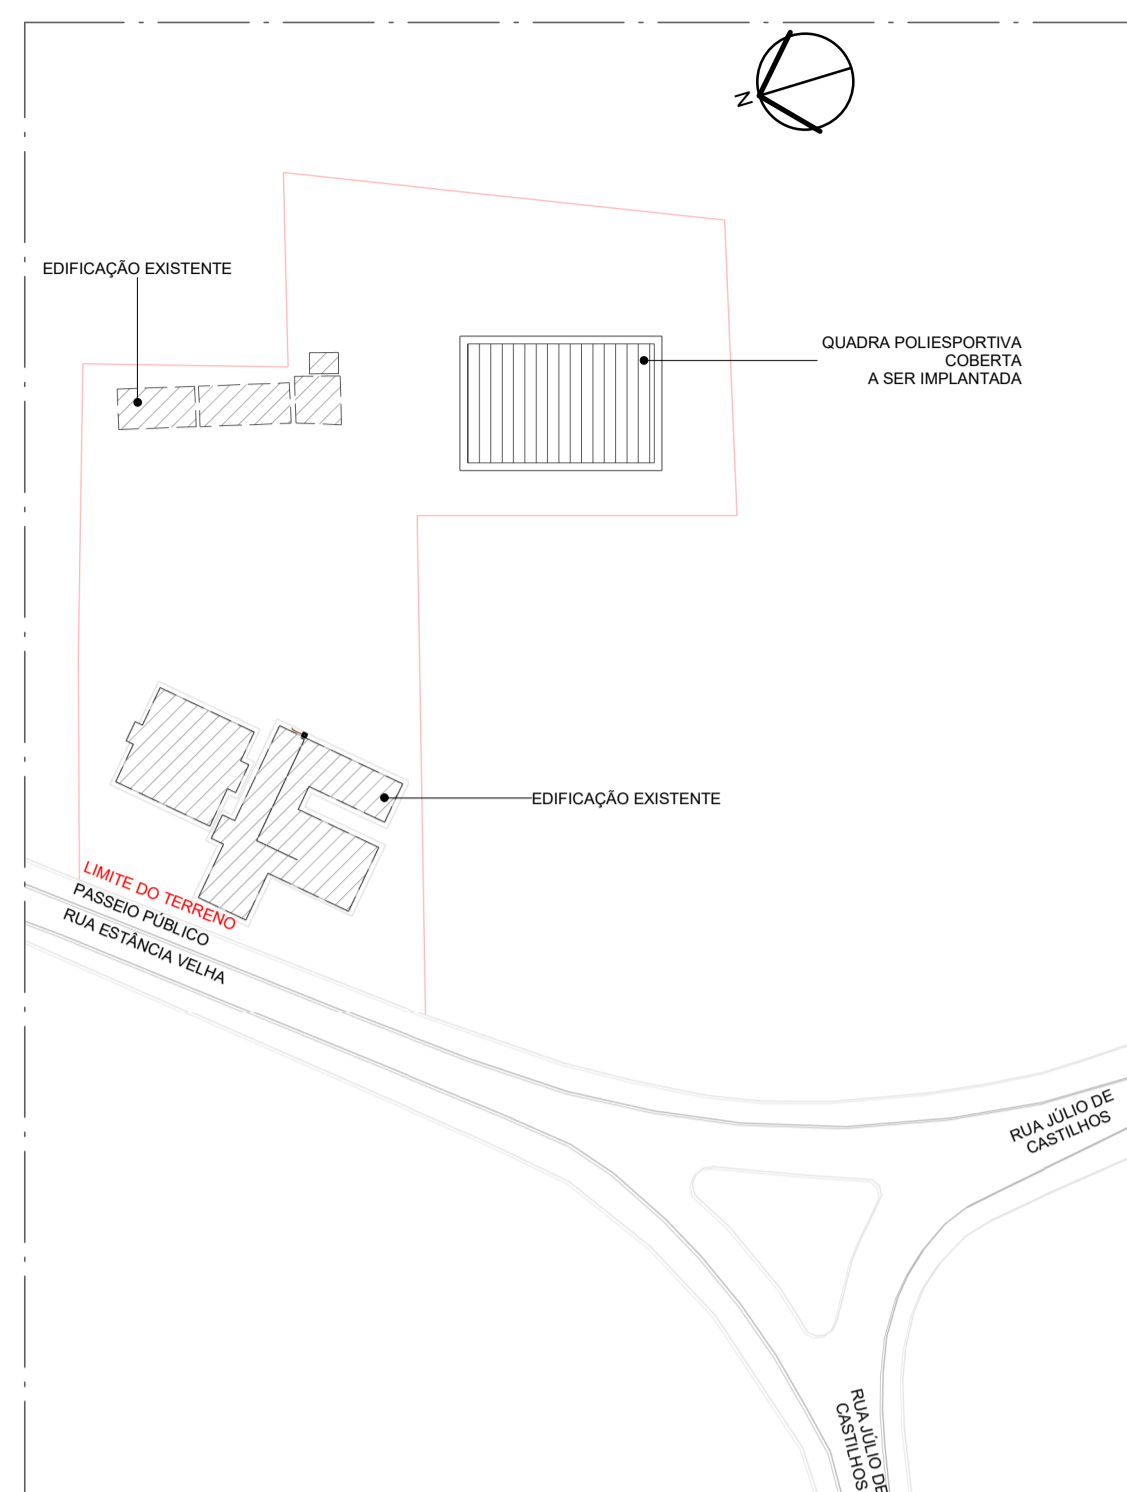 N
EDIFICAÇÃO EXISTENTE
QUADRA POLIESPORTIVA
COBERTA
A SER IMPLANTADA
EDIFICAÇÃO EXISTENTE
LIMITE DO TERRENO
PASSEIO PÚBLICO
RUA ESTÂNCIA VELHA
RUA JÚLIO DE
CASTILHOS
RUA JÚLIO DE
CASTILHOS